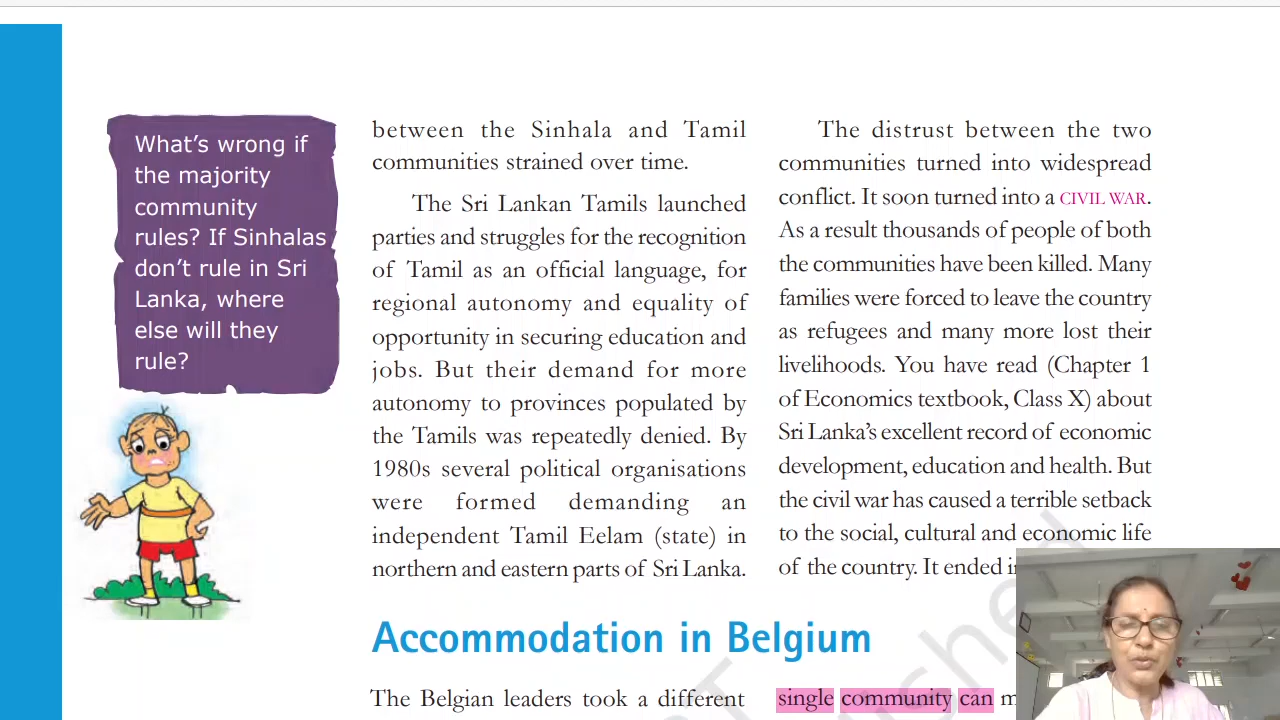 What's wrong if
the majority
community
rules? If Sinhalas
don't rule in Sri
Lanka, where
else will they
rule?
between the Sinhala and Tamil
communities strained over time.
The Sri Lankan Tamils launched
parties and struggles for the recognition
of Tamil as an official language, for
regional autonomy and equality of
opportunity in securing education and
jobs. But their demand for more
autonomy to provinces populated by
the Tamils was repeatedly denied. By
1980s several political organisations
were formed demanding an
independent Tamil Eelam (state) in
northern and eastern parts of Sri Lanka.
The distrust between the two
communities turned into widespread
conflict. It soon turned into a CIVIL WAR.
As a result thousands of people of both
the communities have been killed. Many
families were forced to leave the country
as refugees and many more lost their
livelihoods. You have read (Chapter 1
of Economics textbook, Class X) about
Sri Lanka's excellent record of economic
development, education and health. But
the civil war has caused a terrible setback
to the social, cultural and economic life
of the country. It ended
Accommodation in Belgium
The Belgian leaders took a different
single community can